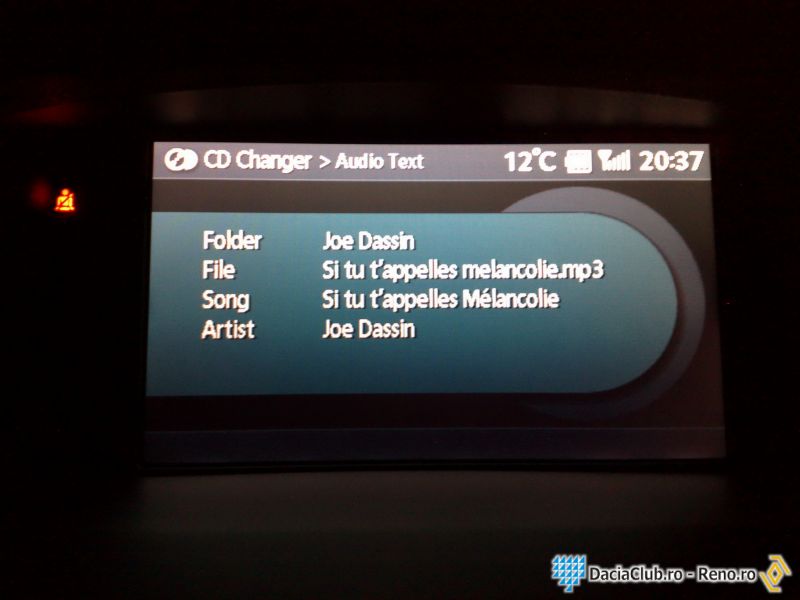 CD Changer > Audio Text 12°C 20:37
Folder Joe Dassin
File Si tu t'appelles melancolie.mp3
Song Si tu t'appelles Mélancolie
Artist Joe Dassin
DaciaClub.ro - Reno.ro